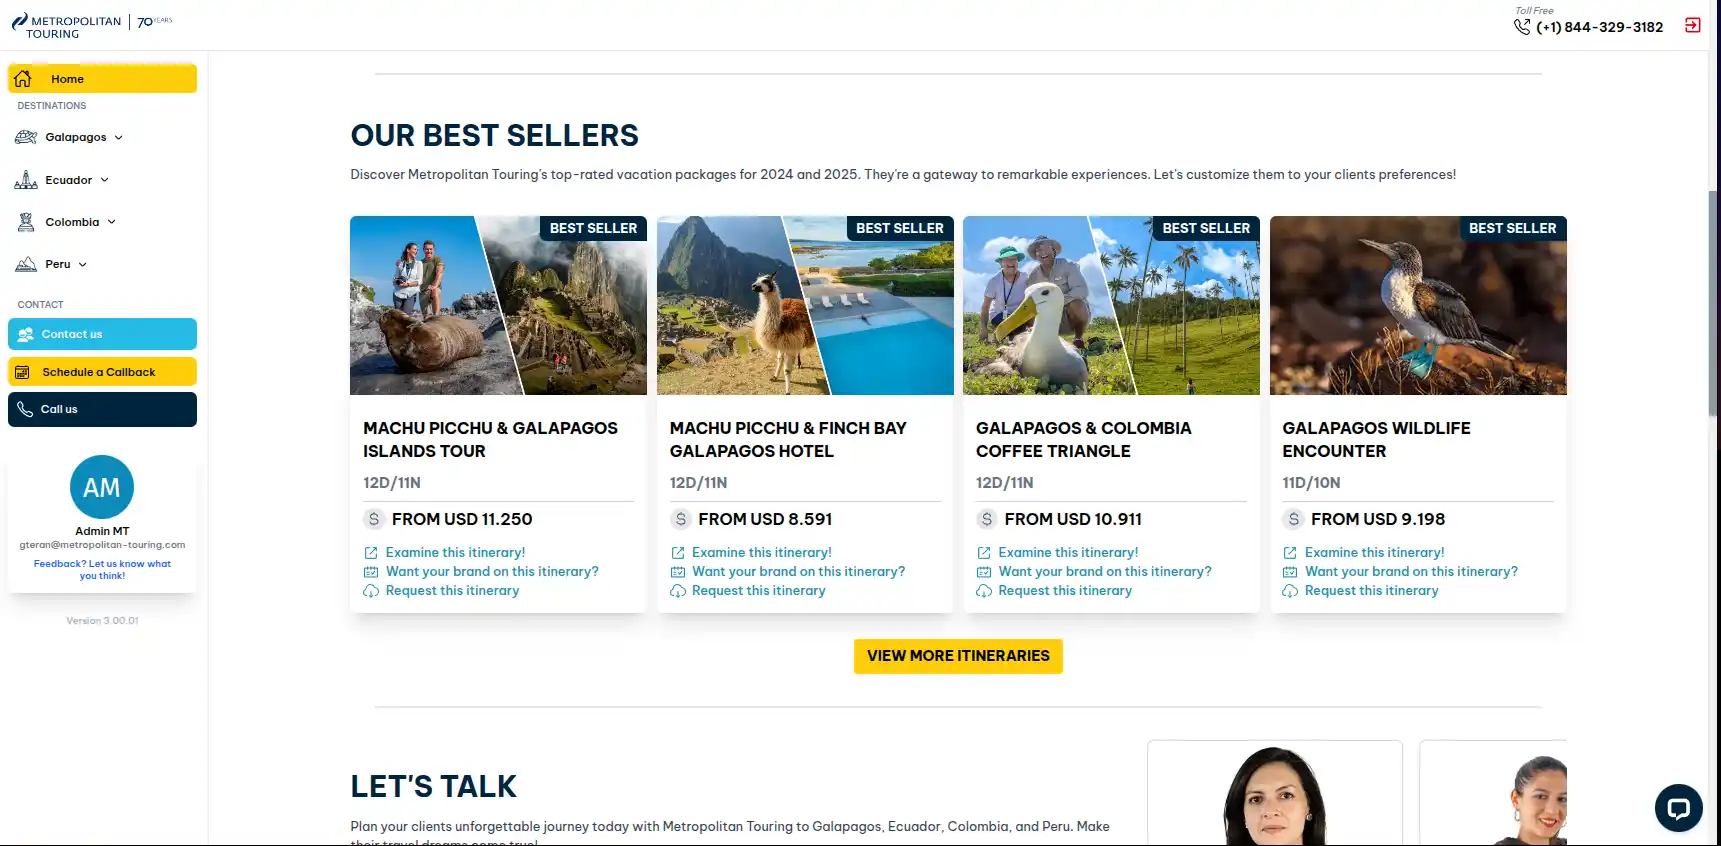 METROPOLITAN TOURING | 70 YEARS
Toll Free
(+1) 844-329-3182
Home
DESTINATIONS
Galapagos
Ecuador
Colombia
Peru
CONTACT
Contact us
Schedule a Callback
Call us
AM
Admin MT
gteran@metropolitan-touring.com
Feedback? Let us know what
you think!
Version 3.00.01
OUR BEST SELLERS
Discover Metropolitan Touring's top-rated vacation packages for 2024 and 2025. They're a gateway to remarkable experiences. Let's customize them to your clients preferences!
BEST SELLER
MACHU PICCHU & GALAPAGOS
ISLANDS TOUR
12D/11N
$ FROM USD 11.250
Examine this itinerary!
Want your brand on this itinerary?
Request this itinerary
BEST SELLER
MACHU PICCHU & FINCH BAY
GALAPAGOS HOTEL
12D/11N
$ FROM USD 8.591
Examine this itinerary!
Want your brand on this itinerary?
Request this itinerary
BEST SELLER
GALAPAGOS & COLOMBIA
COFFEE TRIANGLE
12D/11N
$ FROM USD 10.911
Examine this itinerary!
Want your brand on this itinerary?
Request this itinerary
BEST SELLER
GALAPAGOS WILDLIFE
ENCOUNTER
11D/10N
$ FROM USD 9.198
Examine this itinerary!
Want your brand on this itinerary?
Request this itinerary
VIEW MORE ITINERARIES
LET'S TALK
Plan your clients unforgettable journey today with Metropolitan Touring to Galapagos, Ecuador, Colombia, and Peru. Make
their travel dreams come true!